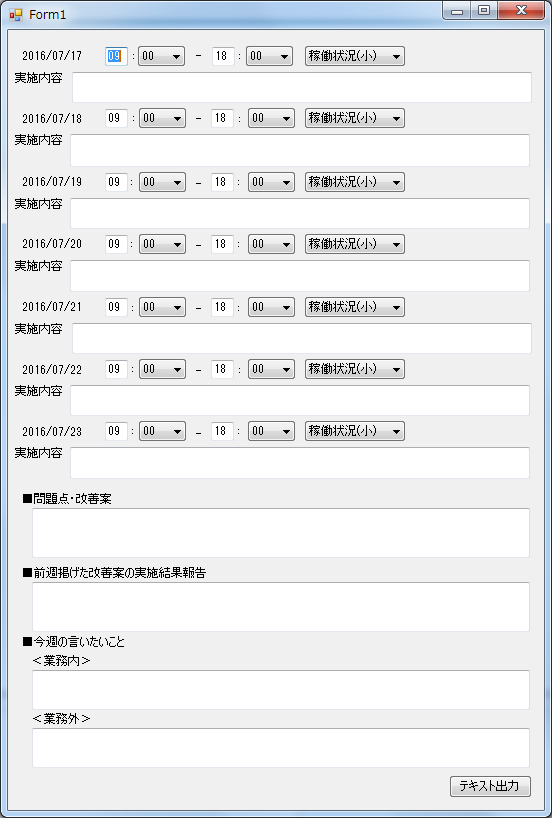 Form1
2016/07/17 09 : 00 - 18 : 00 稼働状況(小)
実施内容
2016/07/18 09 : 00 - 18 : 00 稼働状況(小)
実施内容
2016/07/19 09 : 00 - 18 : 00 稼働状況(小)
実施内容
2016/07/20 09 : 00 - 18 : 00 稼働状況(小)
実施内容
2016/07/21 09 : 00 - 18 : 00 稼働状況(小)
実施内容
2016/07/22 09 : 00 - 18 : 00 稼働状況(小)
実施内容
2016/07/23 09 : 00 - 18 : 00 稼働状況(小)
実施内容
■問題点・改善案
■前週掲げた改善案の実施結果報告
■今週の言いたいこと
＜業務内＞
＜業務外＞
テキスト出力